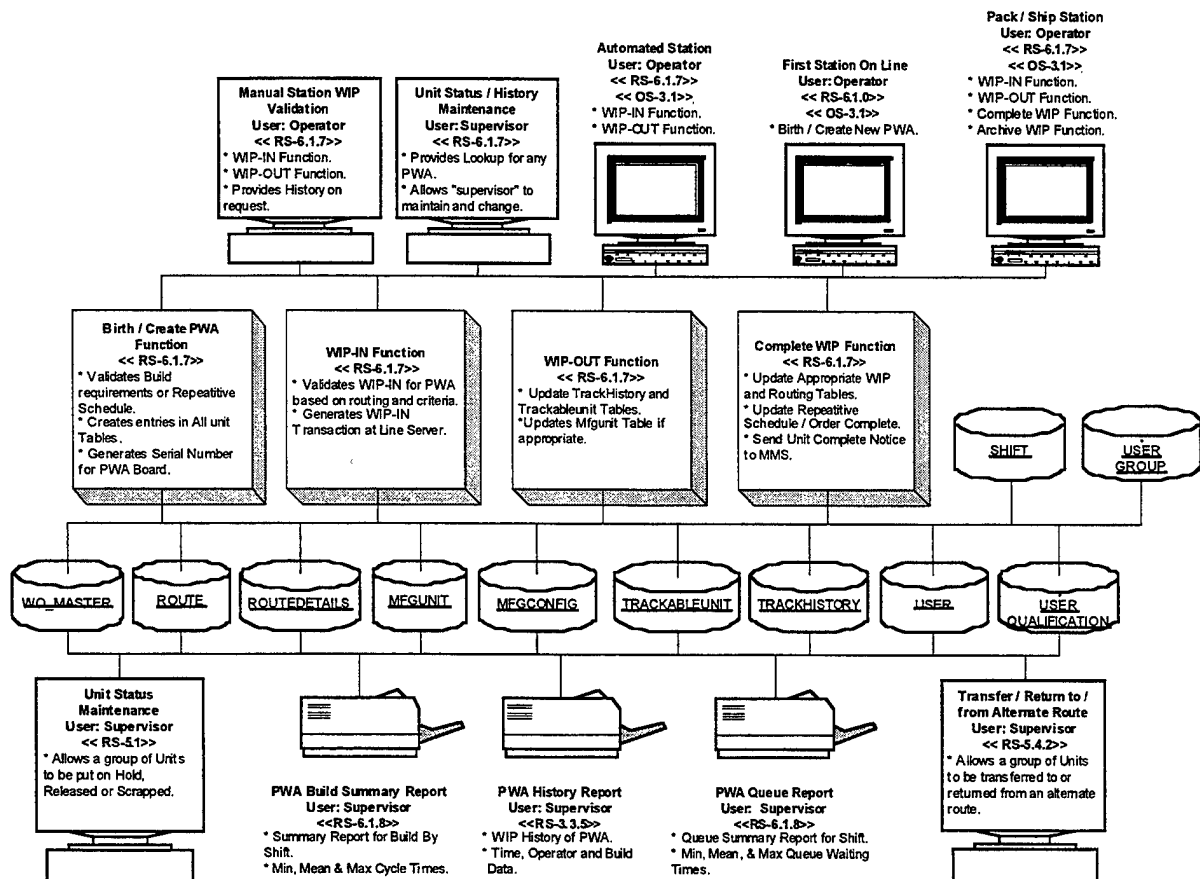 Manual Station WIP
Validation
User: Operator
<< RS-6.1.7>>
* WIP-IN Function.
* WIP-OUT Function.
* Provides History on
request.
Unit Status / History
Maintenance
User: Supervisor
<< RS-6.1.7>>
* Provides Lookup for any
PWA.
* Allows "supervisor" to
maintain and change.
Automated Station
User: Operator
<< RS-6.1.7>>
<< OS-3.1>>
* WIP-IN Function.
* WIP-OUT Function.
First Station On Line
User: Operator
<< RS-6.1.0>>
<< OS-3.1>>
* Birth / Create New PWA.
Pack / Ship Station
User: Operator
<< RS-6.1.7>>
<< OS-3.1>>
* WIP-IN Function.
* WIP-OUT Function.
* Complete WIP Function.
* Archive WIP Function.
Birth / Create PWA
Function
<< RS-6.1.7>>
* Validates Build
requirements or Repeatitive
Schedule.
* Creates entries in All unit
Tables.
* Generates Serial Number
for PWA Board.
WIP-IN Function
<< RS-6.1.7>>
* Validates WIP-IN for PWA
based on routing and criteria.
* Generates WIP-IN
Transaction at Line Server.
WIP-OUT Function
<< RS-6.1.7>>
* Update TrackHistory and
Trackableunit Tables.
*Updates Mfgunit Table if
appropriate.
Complete WIP Function
<< RS-6.1.7>>
* Update Appropriate WIP
and Routing Tables.
* Update Repeatitive
Schedule / Order Complete.
* Send Unit Complete Notice
to MMS.
SHIFT
USER
GROUP
WO_MASTER
ROUTE
ROUTEDETAILS
MFGUNIT
MFGCONFIG
TRACKABLEUNIT
TRACKHISTORY
USER
USER
QUALIFICATION
Unit Status
Maintenance
User: Supervisor
<< RS-5.1>>
* Allows a group of Units
to be put on Hold,
Released or Scrapped.
PWA Build Summary Report
User: Supervisor
<<RS-6.1.8>>
* Summary Report for Build By
Shift.
* Min, Mean & Max Cycle Times.
PWA History Report
User: Supervisor
<<RS-3.3.5>>
* WIP History of PWA.
* Time, Operator and Build
Data.
PWA Queue Report
User: Supervisor
<<RS-6.1.8>>
* Queue Summary Report for Shift.
* Min, Mean, & Max Queue Waiting
Times.
Transfer / Return to /
from Alternate Route
User: Supervisor
<< RS-5.4.2>>
* Allows a group of Units
to be transferred to or
returned from an alternate
route.